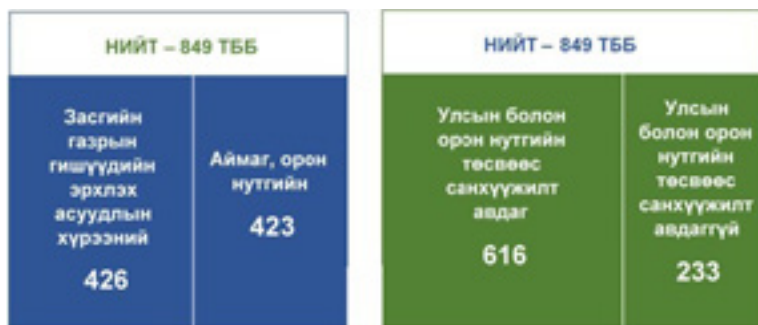 НИЙТ – 849 ТББ
Засгийн
газрын
гишүүдийн
эрхлэх
асуудлын
хүрээний
426
Аймаг, орон
нутгийн
423
НИЙТ – 849 ТББ
Улсын болон
орон нутгийн
төсвөөс
санхүүжилт
авдаг
616
Улсын
болон орон
нутгийн
төсвөөс
санхүүжилт
авдаггүй
233